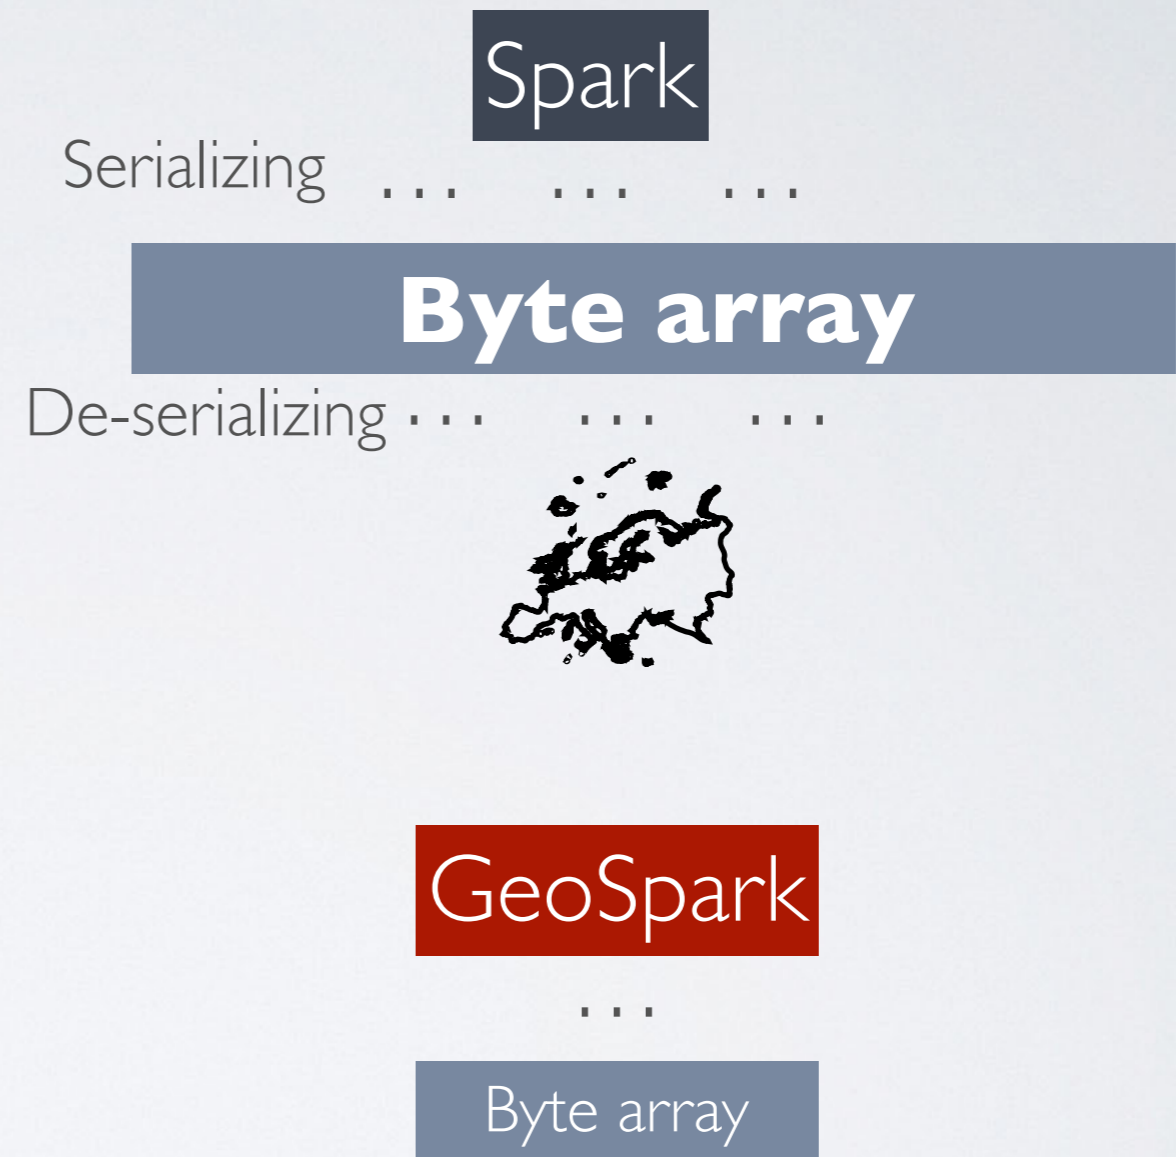 Spark
Serializing ... ... ...
Byte array
De-serializing ... ... ...
GeoSpark
...
Byte array